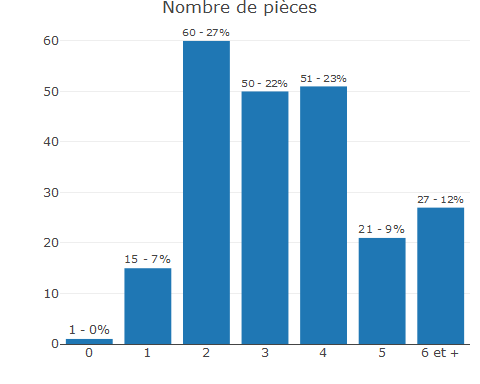 Nombre de pièces
60
50
40
30
20
10
0
1 - 0%
15 - 7%
60 - 27%
50 - 22%
51 - 23%
21 - 9%
27 - 12%
0 1 2 3 4 5 6 et +